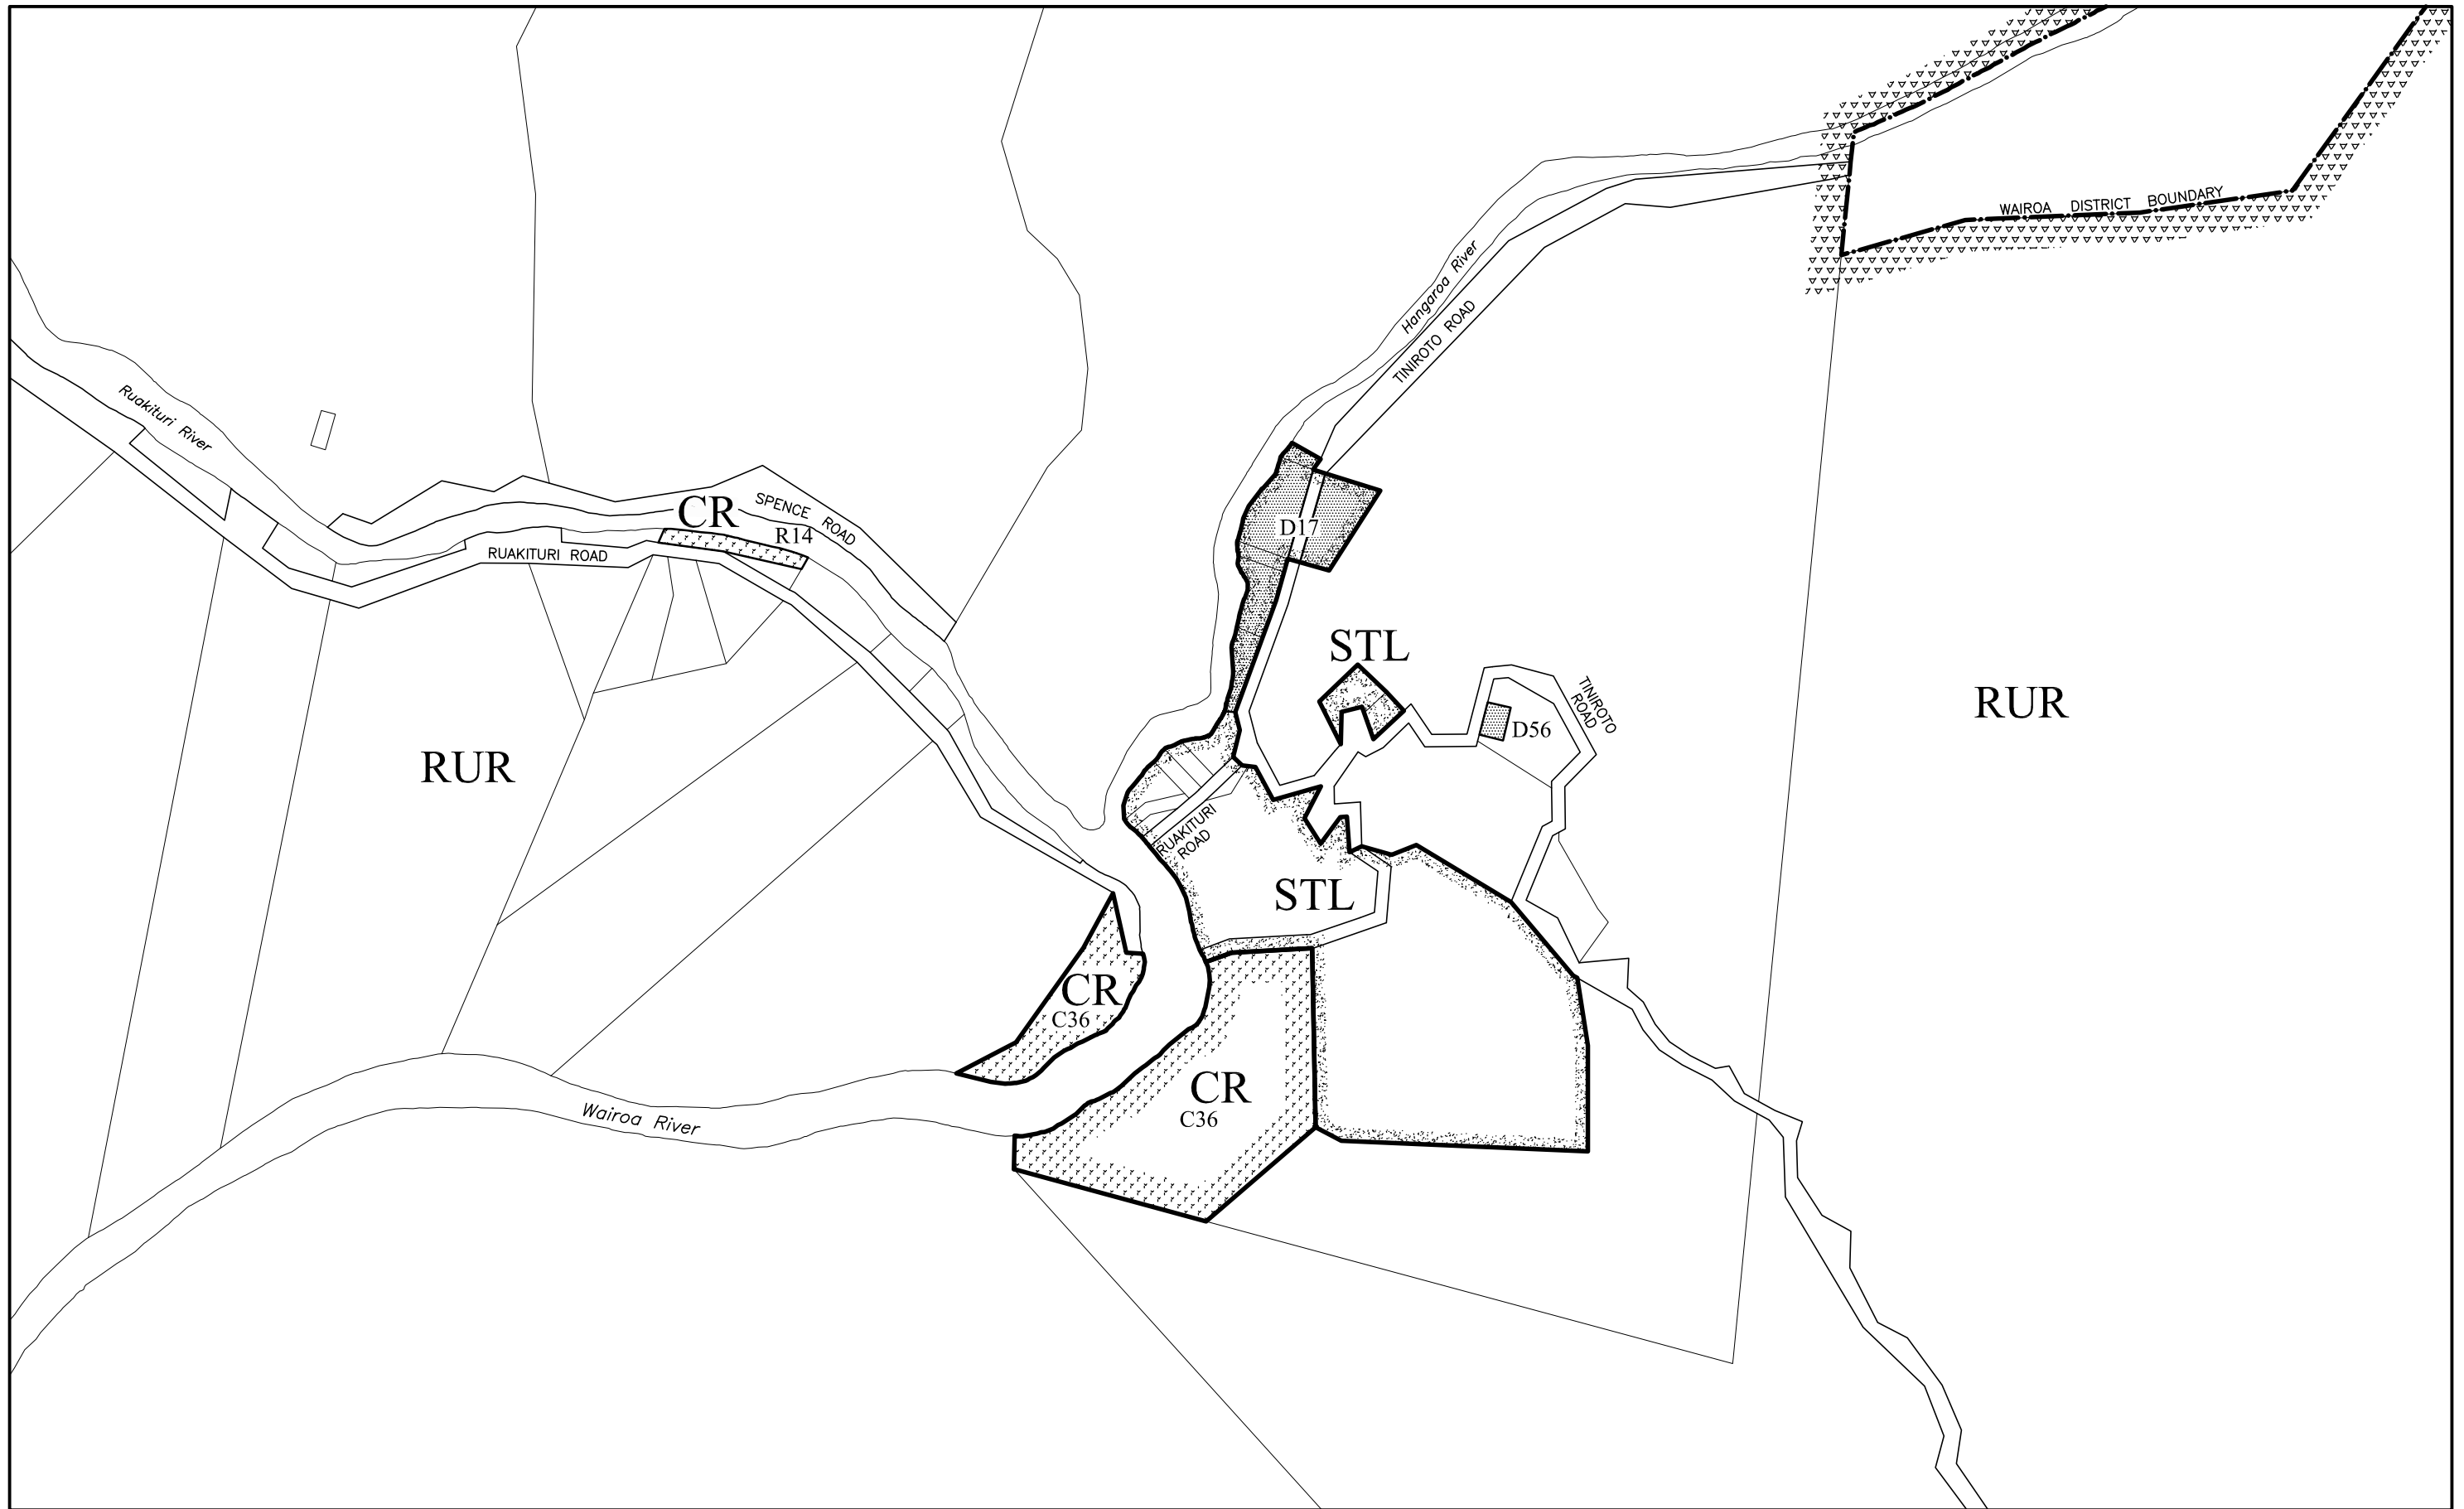 WAIROA DISTRICT BOUNDARY
Hangaroa River
TINIROTO ROAD
Ruakituri River
CR
SPENCE ROAD
R14
RUAKITURI ROAD
D17
STL
TINIROTO
ROAD
D56
RUR
RUR
RUAKITURI
ROAD
STL
CR
C36
CR
C36
Wairoa River